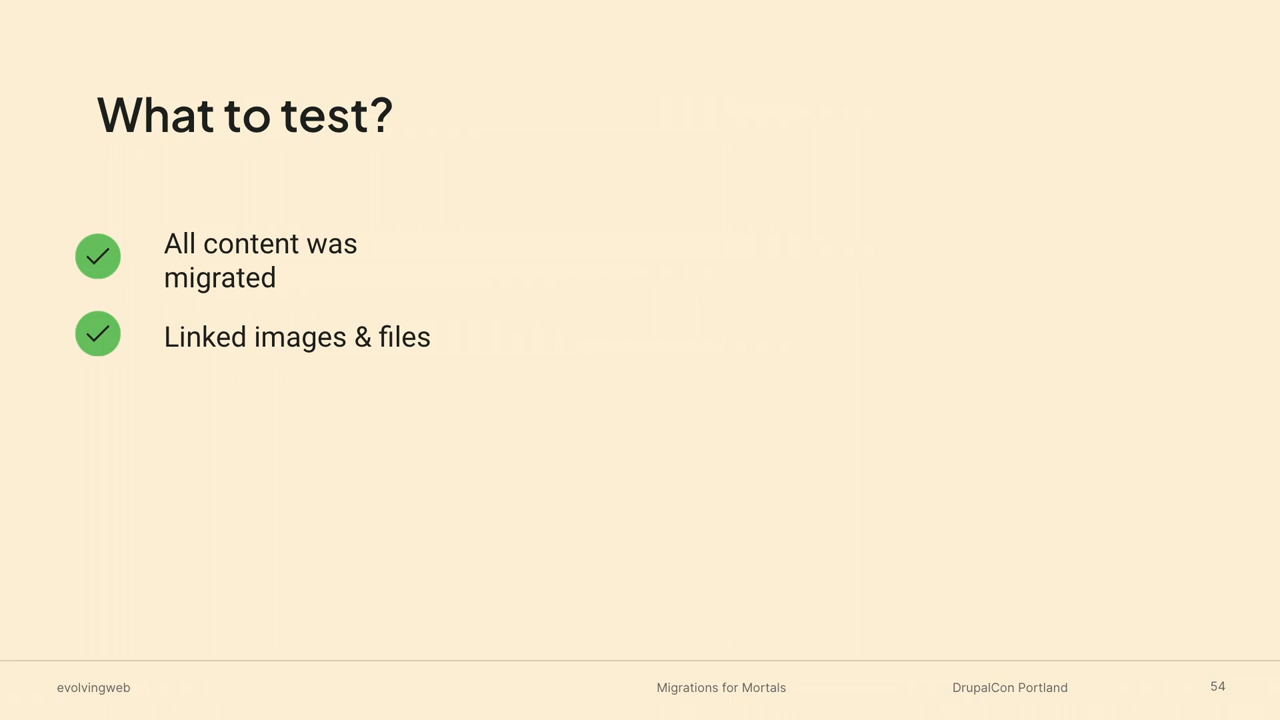 What to test?
All content was
migrated
Linked images & files
evolvingweb
Migrations for Mortals
DrupalCon Portland
54